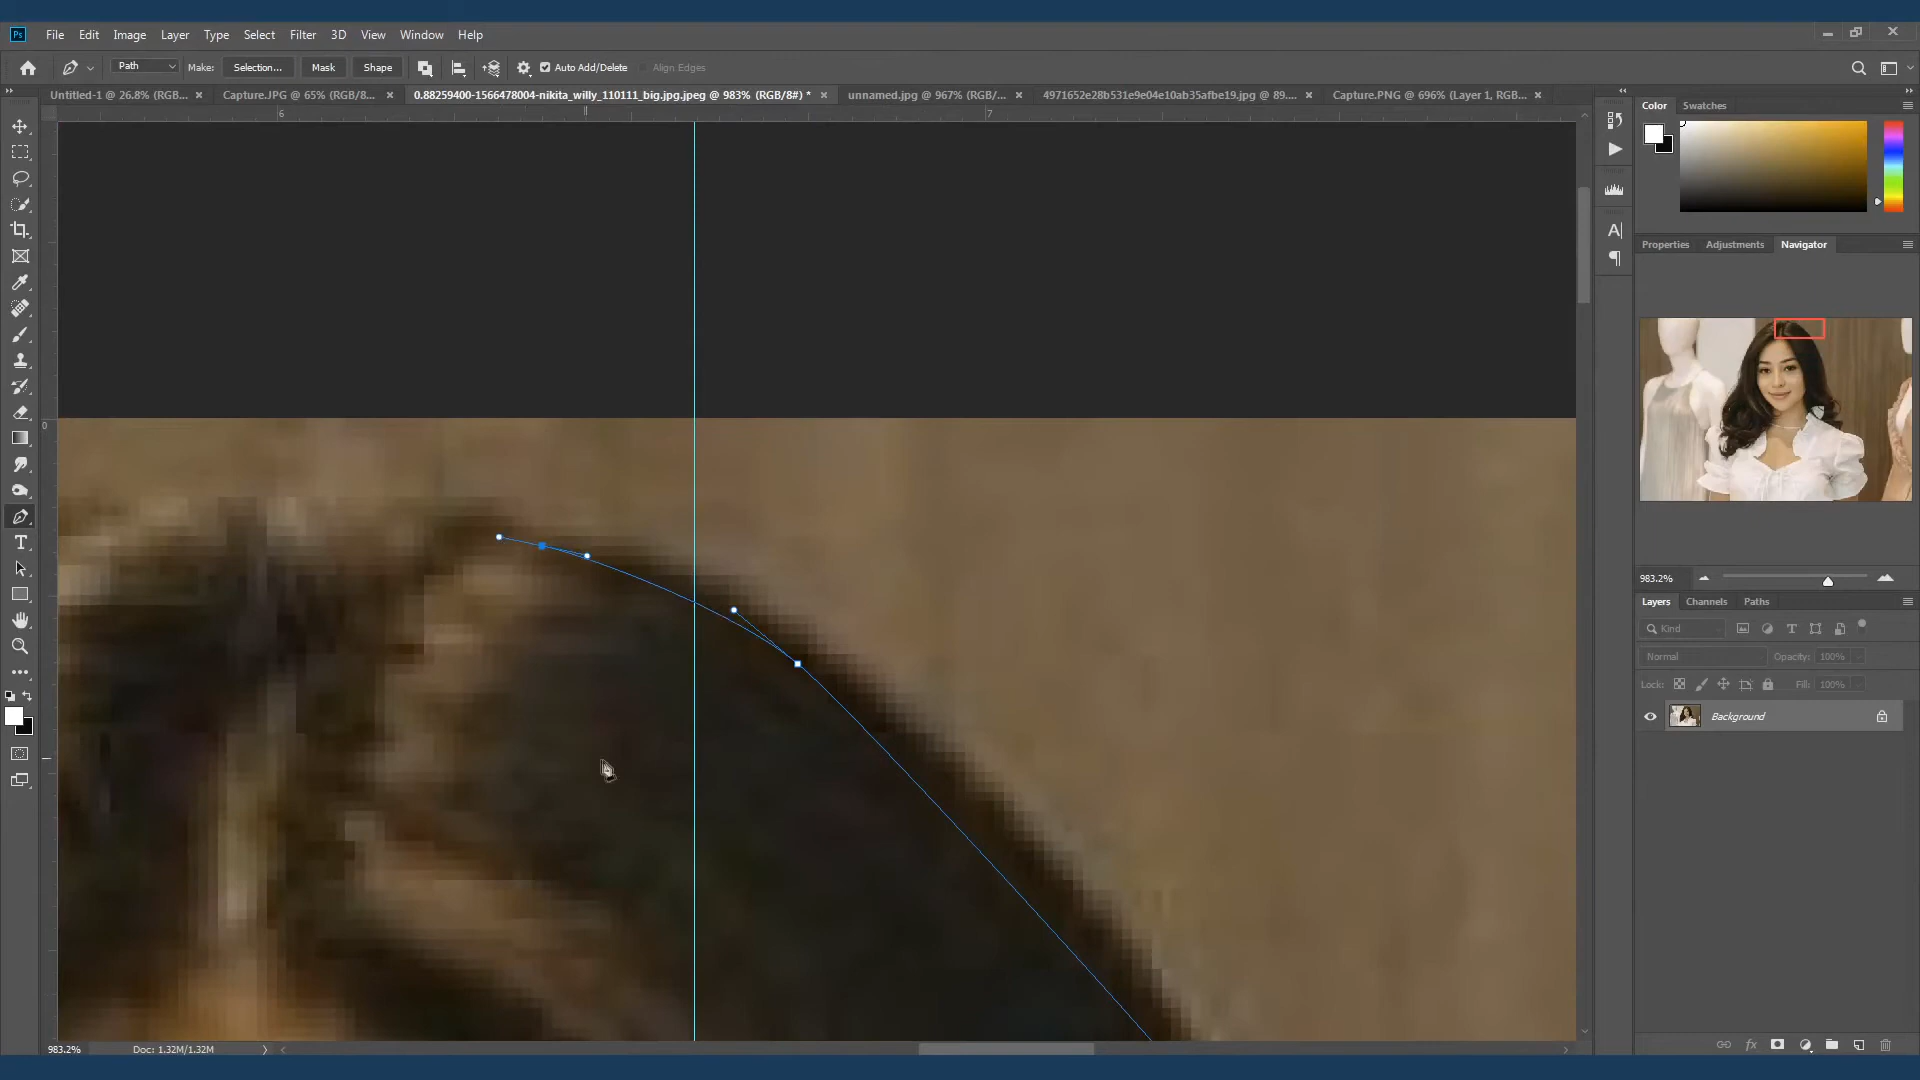 Ps File Edit Image Layer Type Select Filter 3D View Window Help
Path Make: Selection... Mask Shape Auto Add/Delete Align Edges
Untitled-1 @ 26.8% (RGB... × Capture.JPG @ 65% (RGB/8... × 0.88259400-1566478004-nikita_willy_110111_big.jpg.jpeg @ 983% (RGB/8#) * × unnamed.jpg @ 967% (RGB/... × 4971652e28b531e9e04e10ab35afbe19.jpg @ 89.... × Capture.PNG @ 696% (Layer 1, RGB... ×
6 7
0
Color Swatches
Properties Adjustments Navigator
983.2%
Layers Channels Paths
Kind
Normal Opacity: 100%
Lock: Fill: 100%
Background
983.2% Doc: 1.32M/1.32M